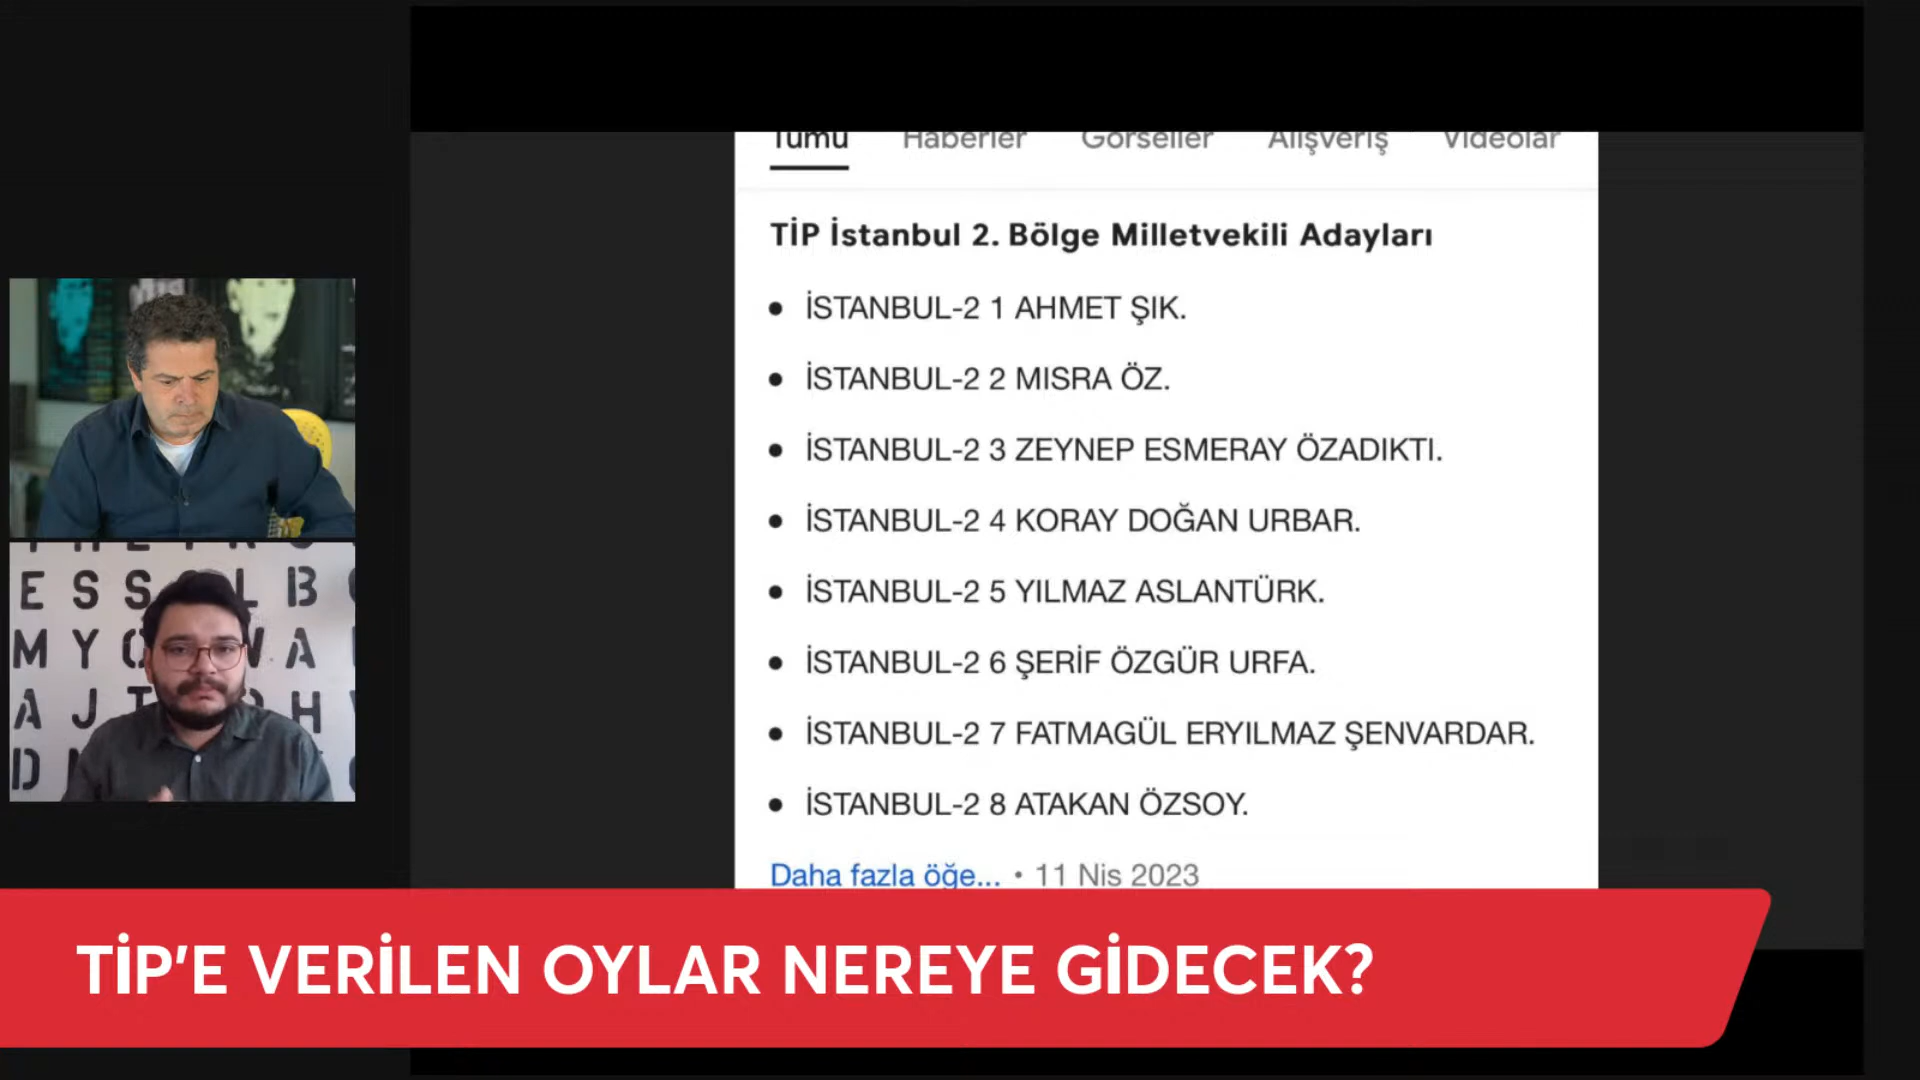 Tümü Haberler Görseller Alışveriş Videolar
TİP İstanbul 2. Bölge Milletvekili Adayları
• İSTANBUL-2 1 AHMET ŞIK.
• İSTANBUL-2 2 MISRA ÖZ.
• İSTANBUL-2 3 ZEYNEP ESMERAY ÖZADIKTI.
• İSTANBUL-2 4 KORAY DOĞAN URBAR.
• İSTANBUL-2 5 YILMAZ ASLANTÜRK.
• İSTANBUL-2 6 ŞERİF ÖZGÜR URFA.
• İSTANBUL-2 7 FATMAGÜL ERYILMAZ ŞENVARDAR.
• İSTANBUL-2 8 ATAKAN ÖZSOY.
Daha fazla öğe... • 11 Nis 2023
TİP'E VERİLEN OYLAR NEREYE GİDECEK?